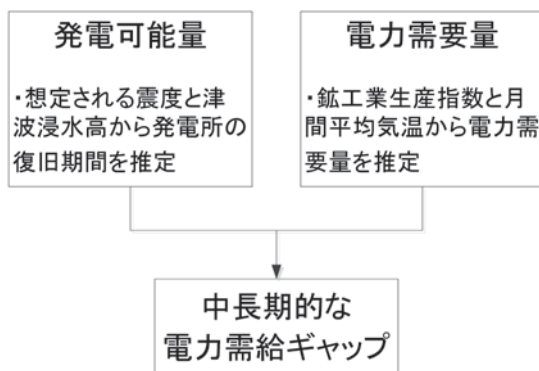 発電可能量
・想定される震度と津
波浸水高から発電所の
復旧期間を推定
電力需要量
・鉱工業生産指数と月
間平均気温から電力需
要量を推定
中長期的な
電力需給ギャップ